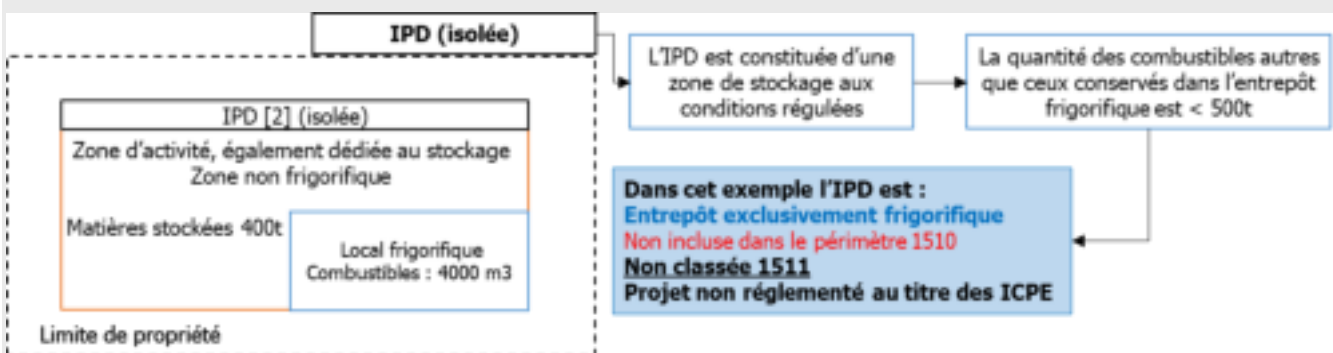 IPD (isolée)
L'IPD est constituée d'une
zone de stockage aux
conditions régulées
La quantité des combustibles autres
que ceux conservés dans l'entrepôt
frigorifique est < 500t
IPD [2] (isolée)
Zone d'activité, également dédiée au stockage
Zone non frigorifique
Matières stockées 400t
Local frigorifique
Combustibles : 4000 m3
Limite de propriété
Dans cet exemple l'IPD est :
Entrepôt exclusivement frigorifique
Non incluse dans le périmètre 1510
Non classée 1511
Projet non réglementé au titre des ICPE